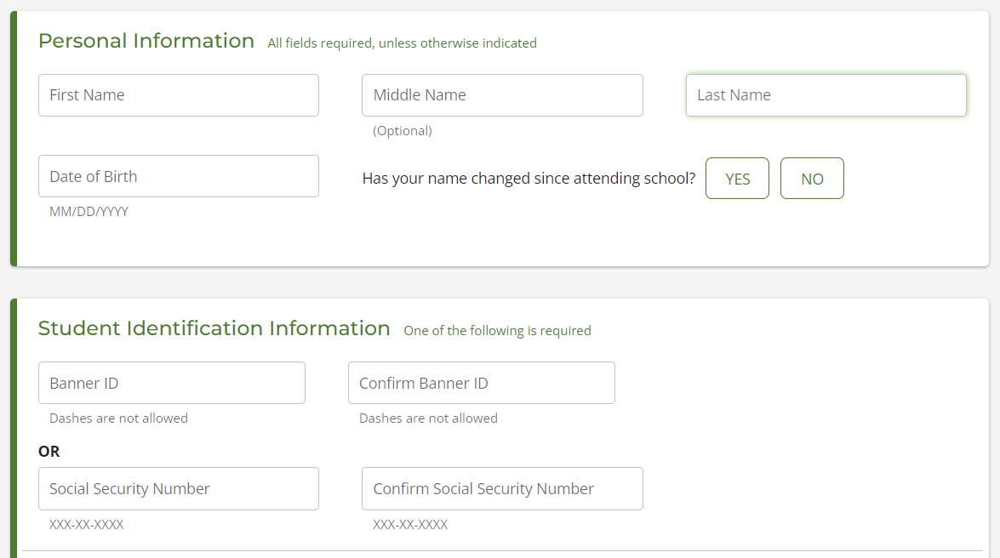 Personal Information All fields required, unless otherwise indicated
First Name Middle Name Last Name
(Optional)
Date of Birth Has your name changed since attending school? YES NO
MM/DD/YYYY
Student Identification Information One of the following is required
Banner ID Confirm Banner ID
Dashes are not allowed Dashes are not allowed
OR
Social Security Number Confirm Social Security Number
XXX-XX-XXXX XXX-XX-XXXX